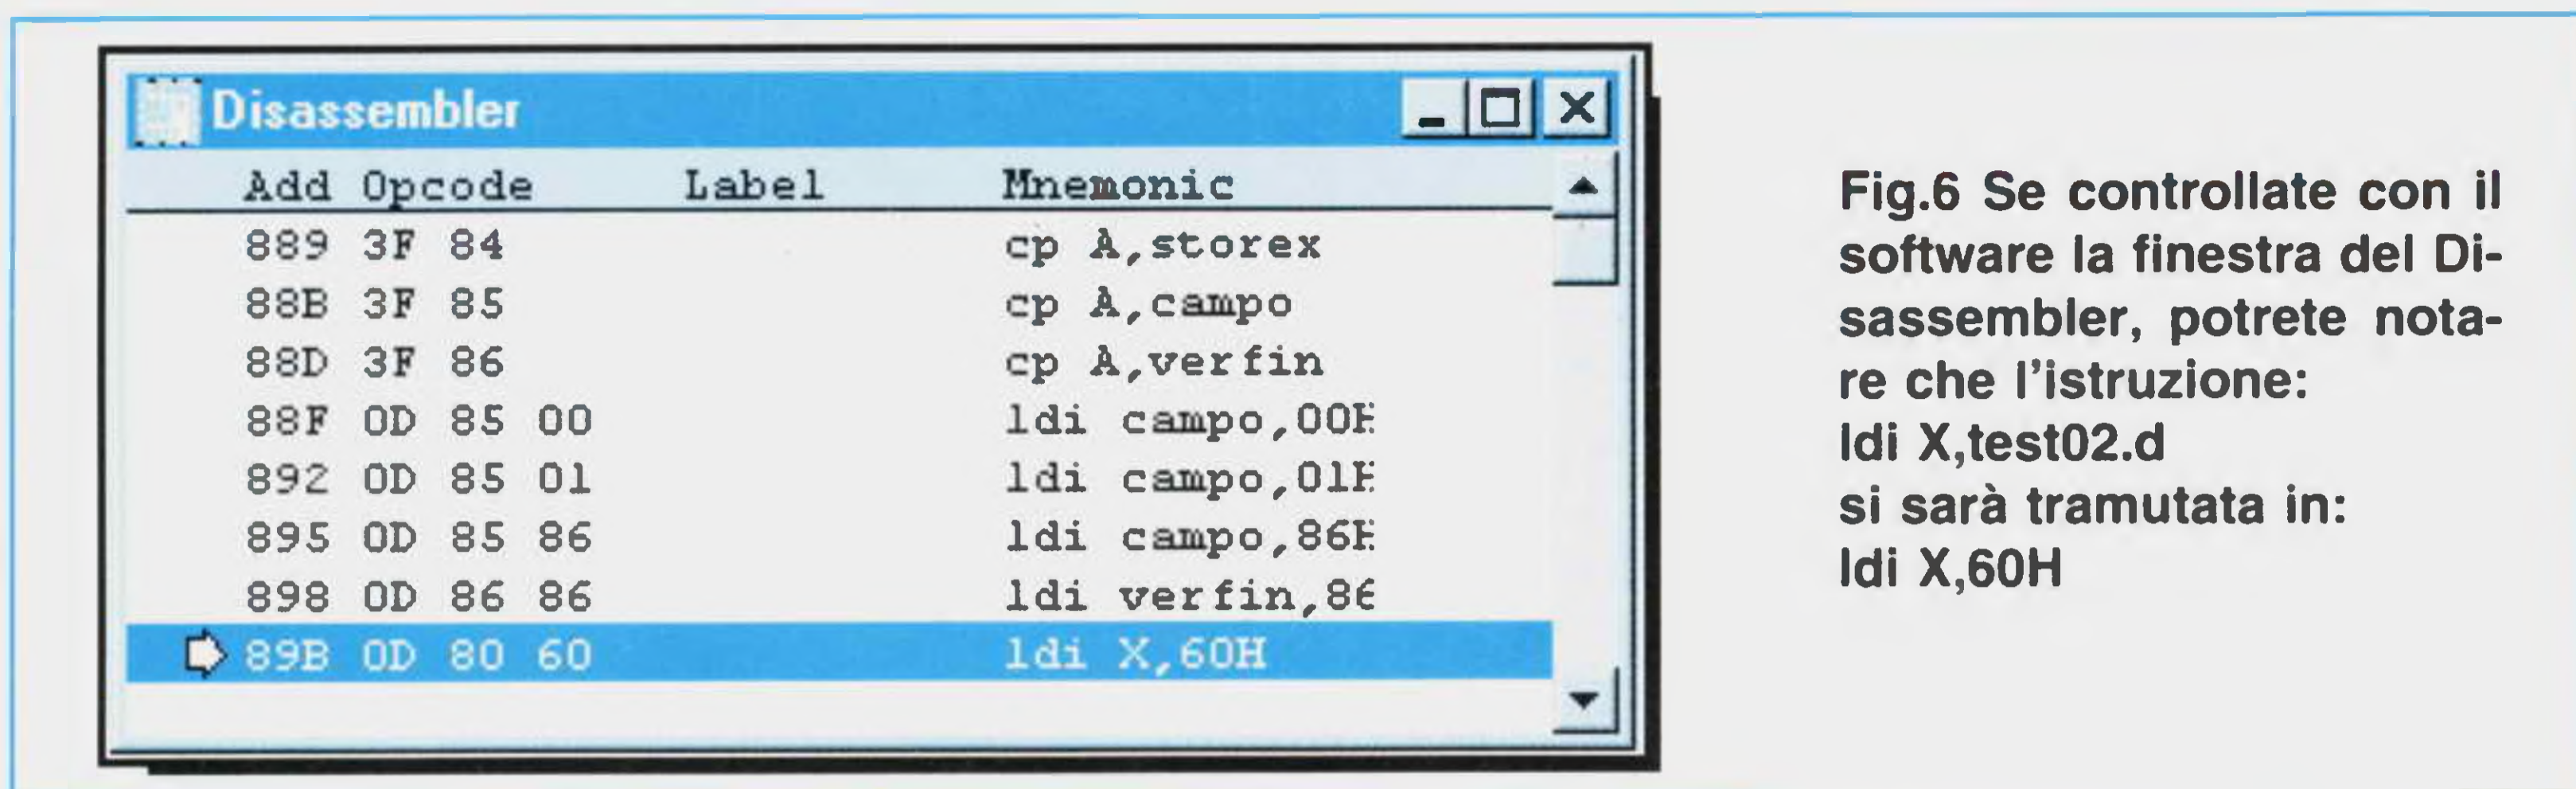 Disassembler
Add Opcode Label Mnemonic
889 3F 84 cp A,storex
88B 3F 85 cp A,campo
88D 3F 86 cp A,verfin
88F 0D 85 00 ldi campo,00H
892 0D 85 01 ldi campo,01H
895 0D 85 86 ldi campo,86H
898 0D 86 86 ldi verfin,86
89B 0D 80 60 ldi X,60H
Fig.6 Se controllate con il
software la finestra del Di-
sassembler, potrete nota-
re che l'istruzione:
ldi X,test02.d
si sarà tramutata in:
ldi X,60H